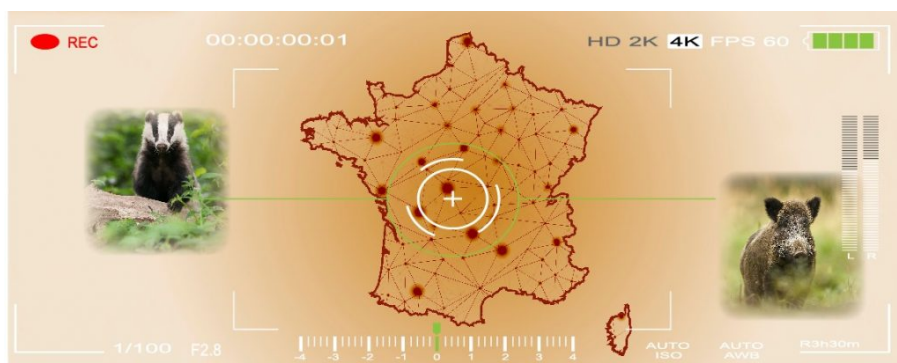 REC
00:00:00:01
HD 2K 4K FPS 60
L R
1/100 F2.8
-4 -3 -2 -1 0 1 2 3 4
AUTO ISO
AUTO AWB
R3h30m